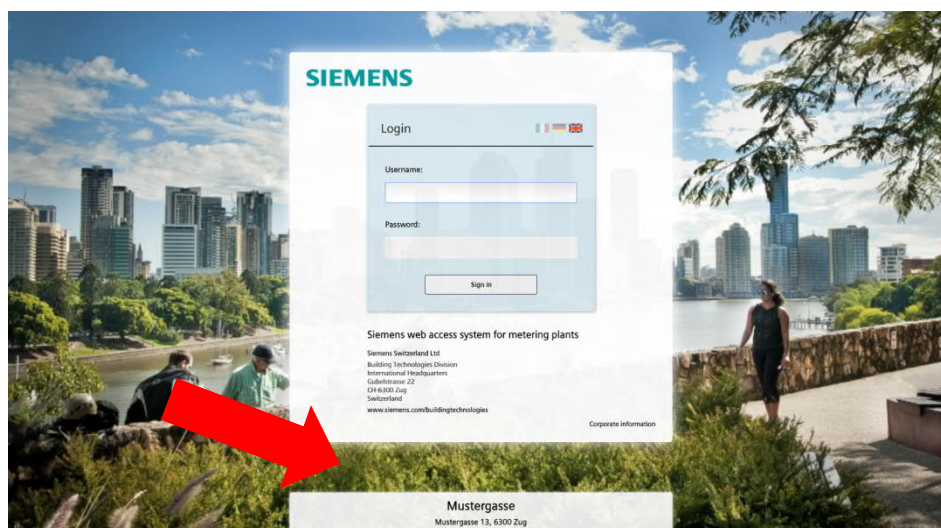 SIEMENS
Login
Username:
Password:
Sign in
Siemens web access system for metering plants
Siemens Switzerland Ltd
Building Technologies Division
International Headquarters
Gubelstrasse 22
CH-6300 Zug
Switzerland
www.siemens.com/buildingtechnologies
Corporate information
Mustergasse
Mustergasse 13, 6300 Zug